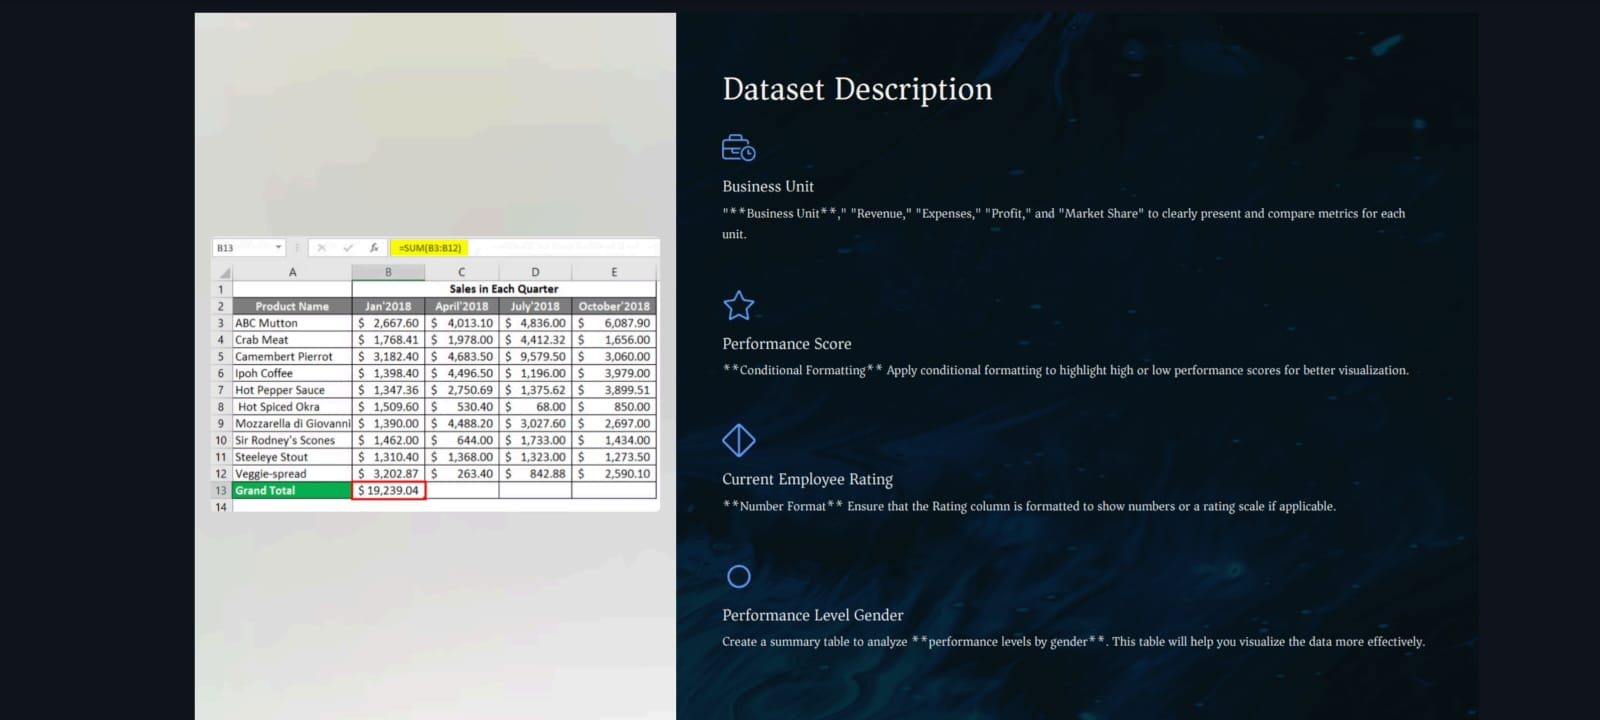 B13 fx =SUM(B3:B12)
A B C D E
1 Sales in Each Quarter
2 Product Name Jan'2018 April'2018 July'2018 October'2018
3 ABC Mutton $ 2,667.60 $ 4,013.10 $ 4,836.00 $ 6,087.90
4 Crab Meat $ 1,768.41 $ 1,978.00 $ 4,412.32 $ 1,656.00
5 Camembert Pierrot $ 3,182.40 $ 4,683.50 $ 9,579.50 $ 3,060.00
6 Ipoh Coffee $ 1,398.40 $ 4,496.50 $ 1,196.00 $ 3,979.00
7 Hot Pepper Sauce $ 1,347.36 $ 2,750.69 $ 1,375.62 $ 3,899.51
8 Hot Spiced Okra $ 1,509.60 $ 530.40 $ 68.00 $ 850.00
9 Mozzarella di Giovanni $ 1,390.00 $ 4,488.20 $ 3,027.60 $ 2,697.00
10 Sir Rodney's Scones $ 1,462.00 $ 644.00 $ 1,733.00 $ 1,434.00
11 Steeleye Stout $ 1,310.40 $ 1,368.00 $ 1,323.00 $ 1,273.50
12 Veggie-spread $ 3,202.87 $ 263.40 $ 842.88 $ 2,590.10
13 Grand Total $ 19,239.04
14
Dataset Description
Business Unit
"**Business Unit**," "Revenue," "Expenses," "Profit," and "Market Share" to clearly present and compare metrics for each
unit.
Performance Score
**Conditional Formatting** Apply conditional formatting to highlight high or low performance scores for better visualization.
Current Employee Rating
**Number Format** Ensure that the Rating column is formatted to show numbers or a rating scale if applicable.
Performance Level Gender
Create a summary table to analyze **performance levels by gender**. This table will help you visualize the data more effectively.